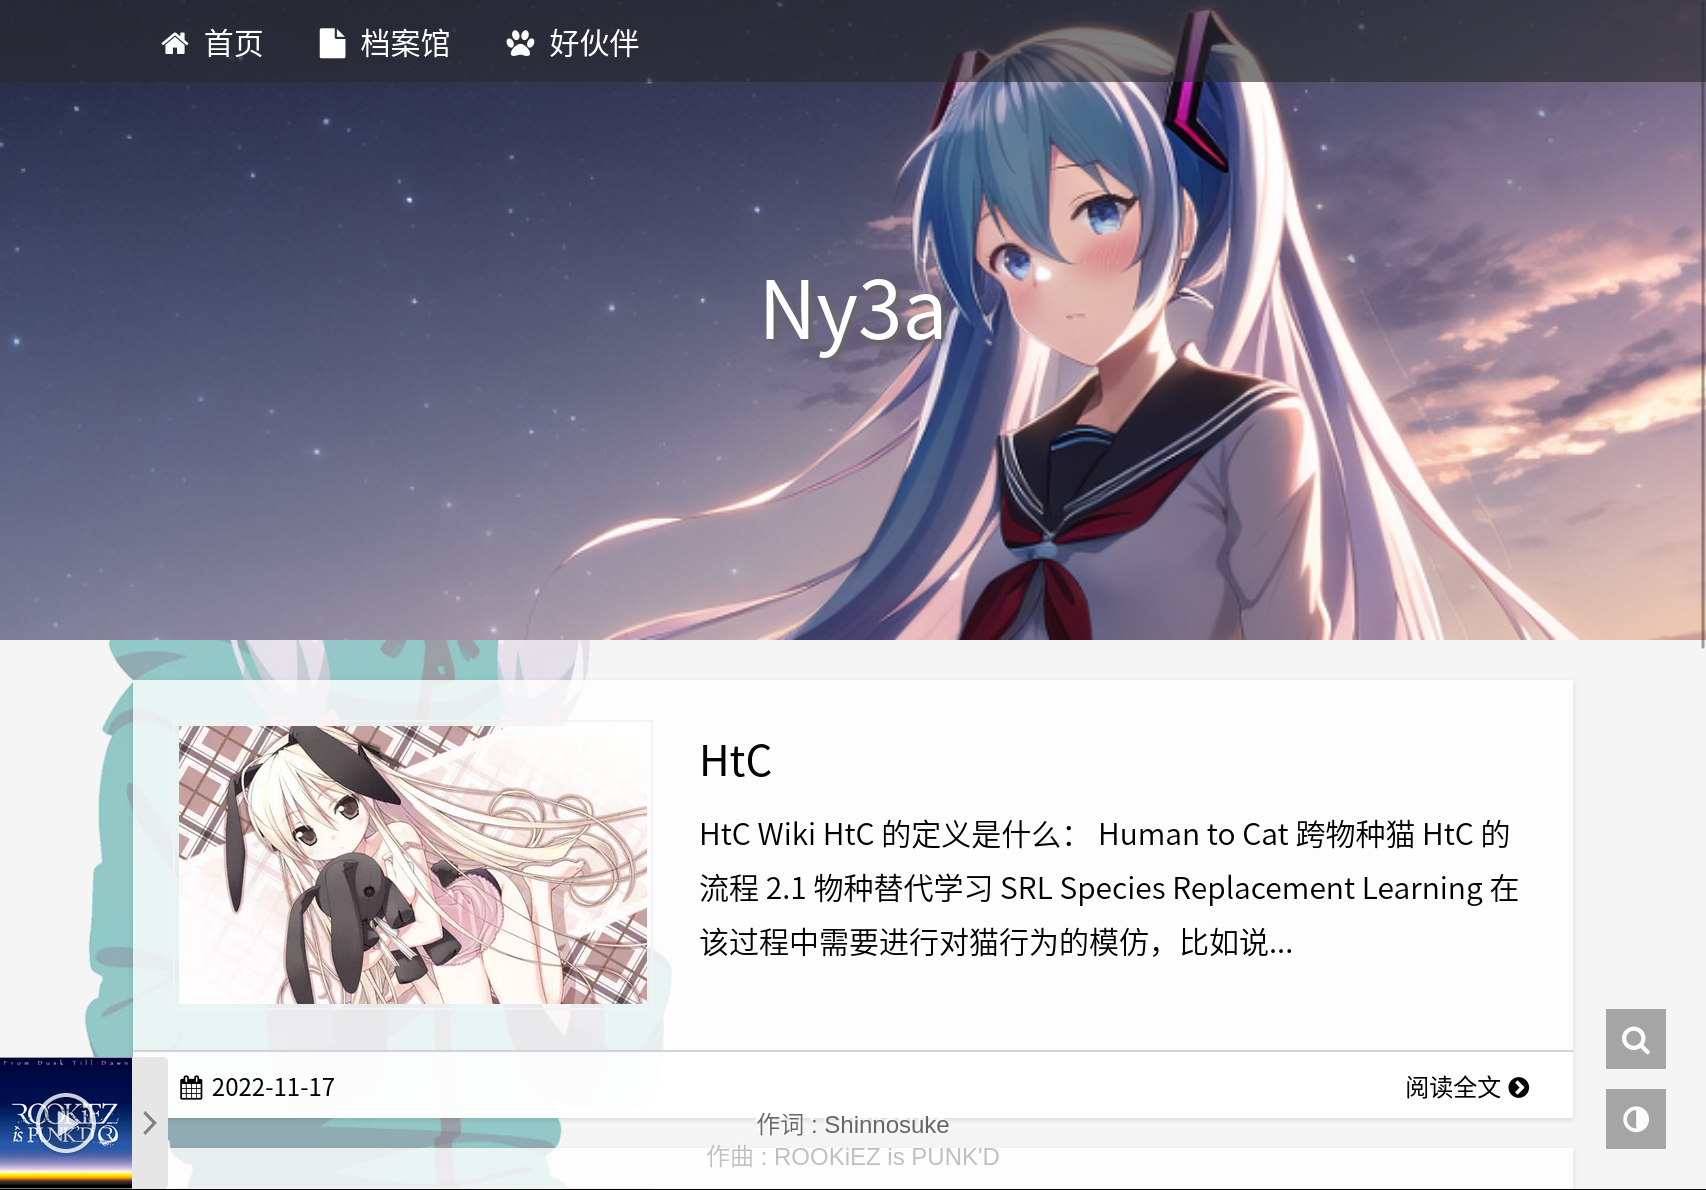 首页 档案馆 好伙伴
Ny3a
HtC
HtC Wiki HtC 的定义是什么： Human to Cat 跨物种猫 HtC 的
流程 2.1 物种替代学习 SRL Species Replacement Learning 在
该过程中需要进行对猫行为的模仿，比如说...
2022-11-17 阅读全文
From Dusk Till Dawn
ROOKiEZ
is PUNK'D
作词 : Shinnosuke
作曲 : ROOKiEZ is PUNK'D